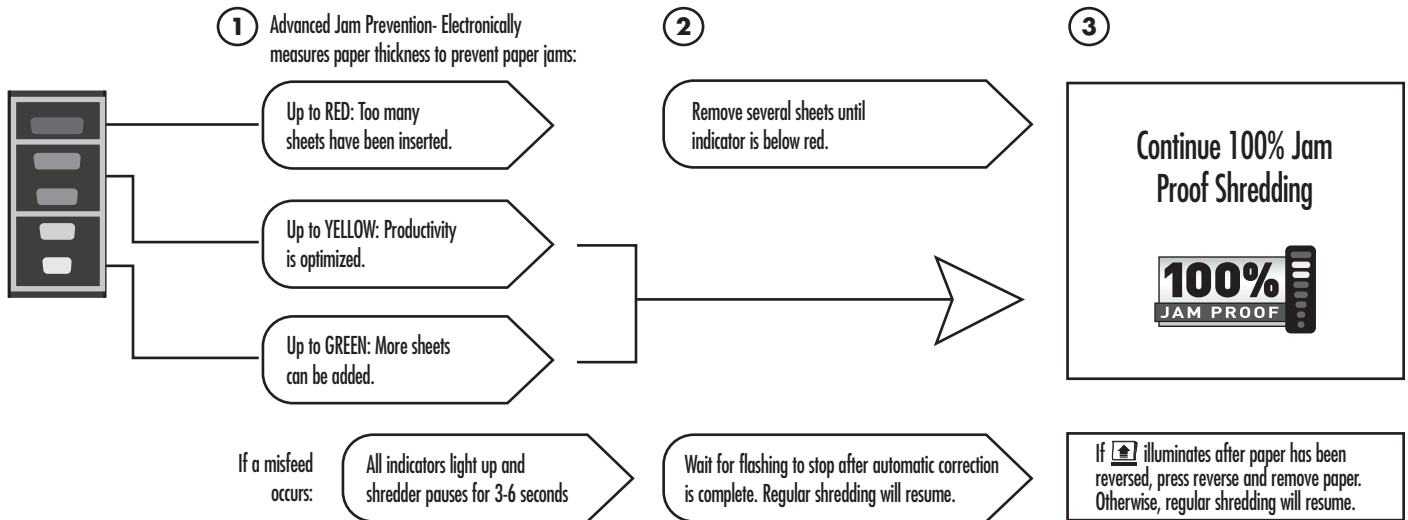 1
Advanced Jam Prevention- Electronically
measures paper thickness to prevent paper jams:
2
3
Up to RED: Too many
sheets have been inserted.
Remove several sheets until
indicator is below red.
Continue 100% Jam
Proof Shredding
100%
JAM PROOF
Up to YELLOW: Productivity
is optimized.
Up to GREEN: More sheets
can be added.
If a misfeed
occurs:
All indicators light up and
shredder pauses for 3-6 seconds
Wait for flashing to stop after automatic correction
is complete. Regular shredding will resume.
If illuminates after paper has been
reversed, press reverse and remove paper.
Otherwise, regular shredding will resume.